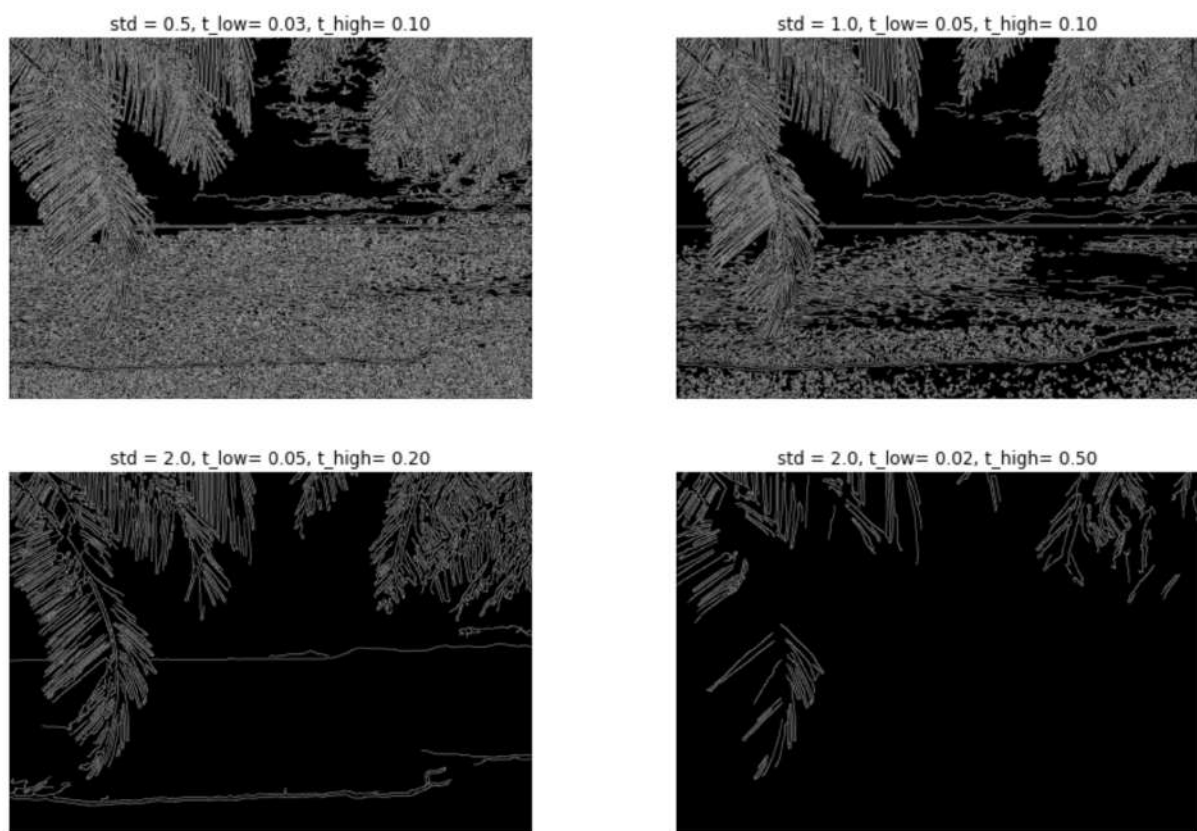 std = 0.5, t_low= 0.03, t_high= 0.10
std = 1.0, t_low= 0.05, t_high= 0.10
std = 2.0, t_low= 0.05, t_high= 0.20
std = 2.0, t_low= 0.02, t_high= 0.50